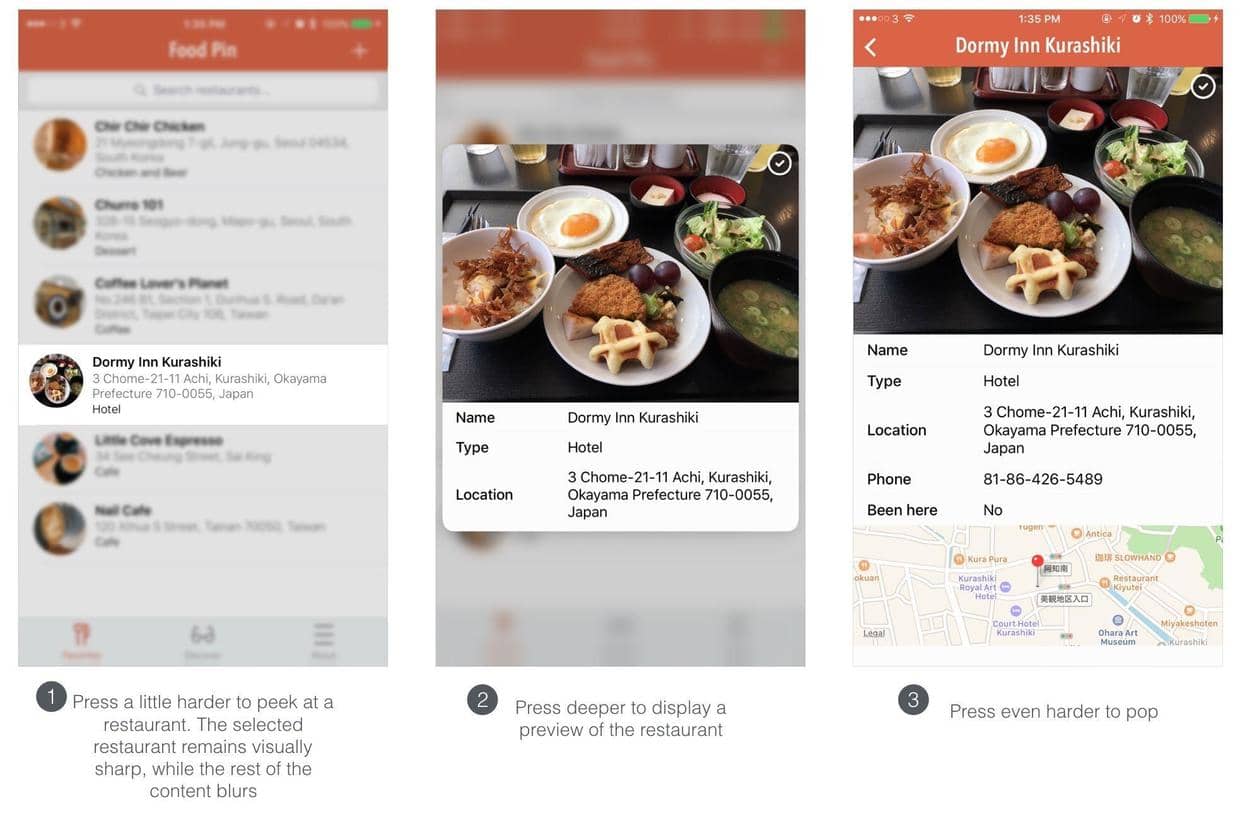 1:35 PM 100%
Food Pin
Search restaurants...
Chir Chir Chicken
21 Myeongdong 7-gil, Jung-gu, Seoul 04534,
South Korea
Chicken and Beer
Churro 101
Seogyo-dong, Mapo-gu, Seoul, South
Korea
Dessert
Coffee Lover's Planet
No.246 B1, Section 1, Dunhua S. Road, Da'an
District, Taipei City 106, Taiwan
Coffee
Dormy Inn Kurashiki
3 Chome-21-11 Achi, Kurashiki, Okayama
Prefecture 710-0055, Japan
Hotel
Little Cove Espresso
34 See Cheung Street, Sai Kung
Cafe
Nail Cafe
Street, Tainan 70050, Taiwan
Cafe
Favorites
Discover
About
1 Press a little harder to peek at a
restaurant. The selected
restaurant remains visually
sharp, while the rest of the
content blurs
Name Dormy Inn Kurashiki
Type Hotel
Location 3 Chome-21-11 Achi, Kurashiki,
Okayama Prefecture 710-0055,
Japan
2 Press deeper to display a
preview of the restaurant
3 1:35 PM 100%
Dormy Inn Kurashiki
Name Dormy Inn Kurashiki
Type Hotel
Location 3 Chome-21-11 Achi, Kurashiki,
Okayama Prefecture 710-0055,
Japan
Phone 81-86-426-5489
Been here No
Yugen
Antica
Kura Pura
阿知南
珈琲 SLOWHAND
okuan
Kurashiki
Royal Art
Hotel
Restaurant
Kiyutei
美観地区入口
Court Hotel
Kurashiki
Miyakeshoten
Ohara Art
Museum
Kurashiki
Legal
3 Press even harder to pop